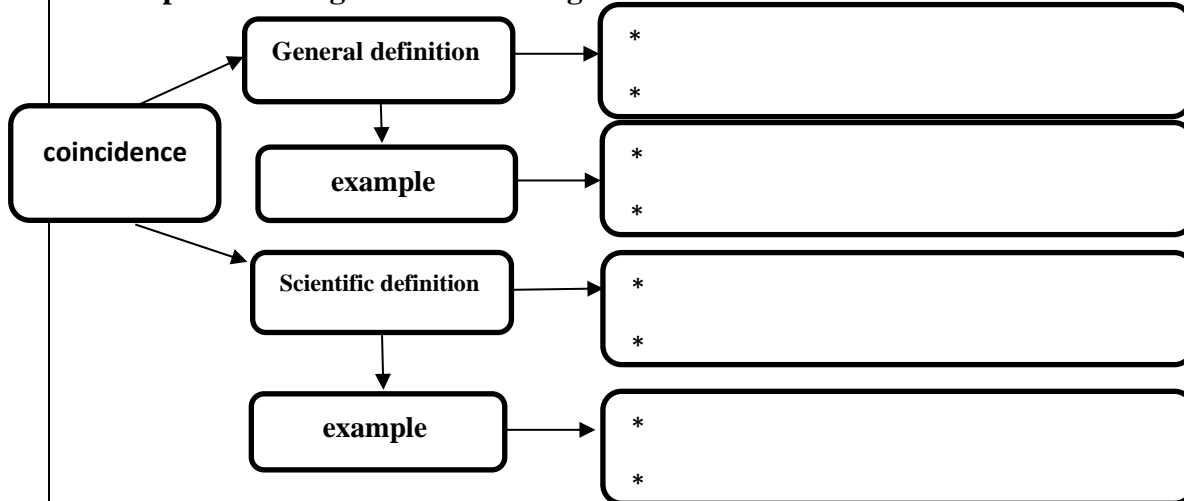 General definition
*
*
coincidence
example
*
*
Scientific definition
*
*
example
*
*